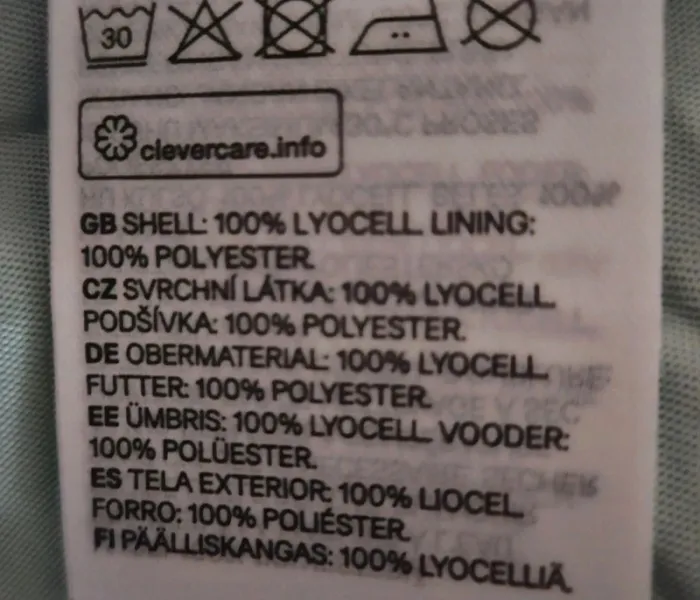 30
clevercare.info
GB SHELL: 100% LYOCELL. LINING:
100% POLYESTER.
CZ SVRCHNÍ LÁTKA: 100% LYOCELL.
PODŠÍVKA: 100% POLYESTER.
DE OBERMATERIAL: 100% LYOCELL.
FUTTER: 100% POLYESTER.
EE ÜMBRIS: 100% LYOCELL. VOODER:
100% POLÜESTER.
ES TELA EXTERIOR: 100% LIOCEL.
FORRO: 100% POLIÉSTER.
FI PÄÄLLISKANGAS: 100% LYOCELLIÄ.